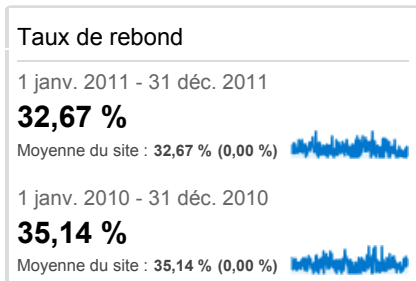 Taux de rebond
1 janv. 2011 - 31 déc. 2011
32,67 %
Moyenne du site : 32,67 % (0,00 %)
1 janv. 2010 - 31 déc. 2010
35,14 %
Moyenne du site : 35,14 % (0,00 %)